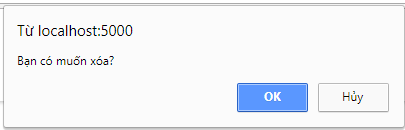 Từ localhost:5000
Bạn có muốn xóa?
OK
Hủy